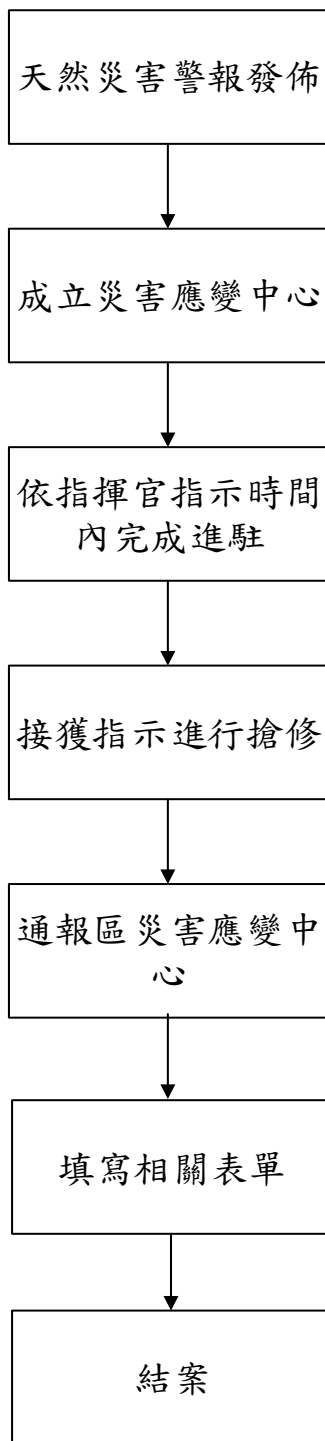 天然災害警報發佈
成立災害應變中心
依指揮官指示時間
內完成進駐
接獲指示進行搶修
通報區災害應變中
心
填寫相關表單
結案